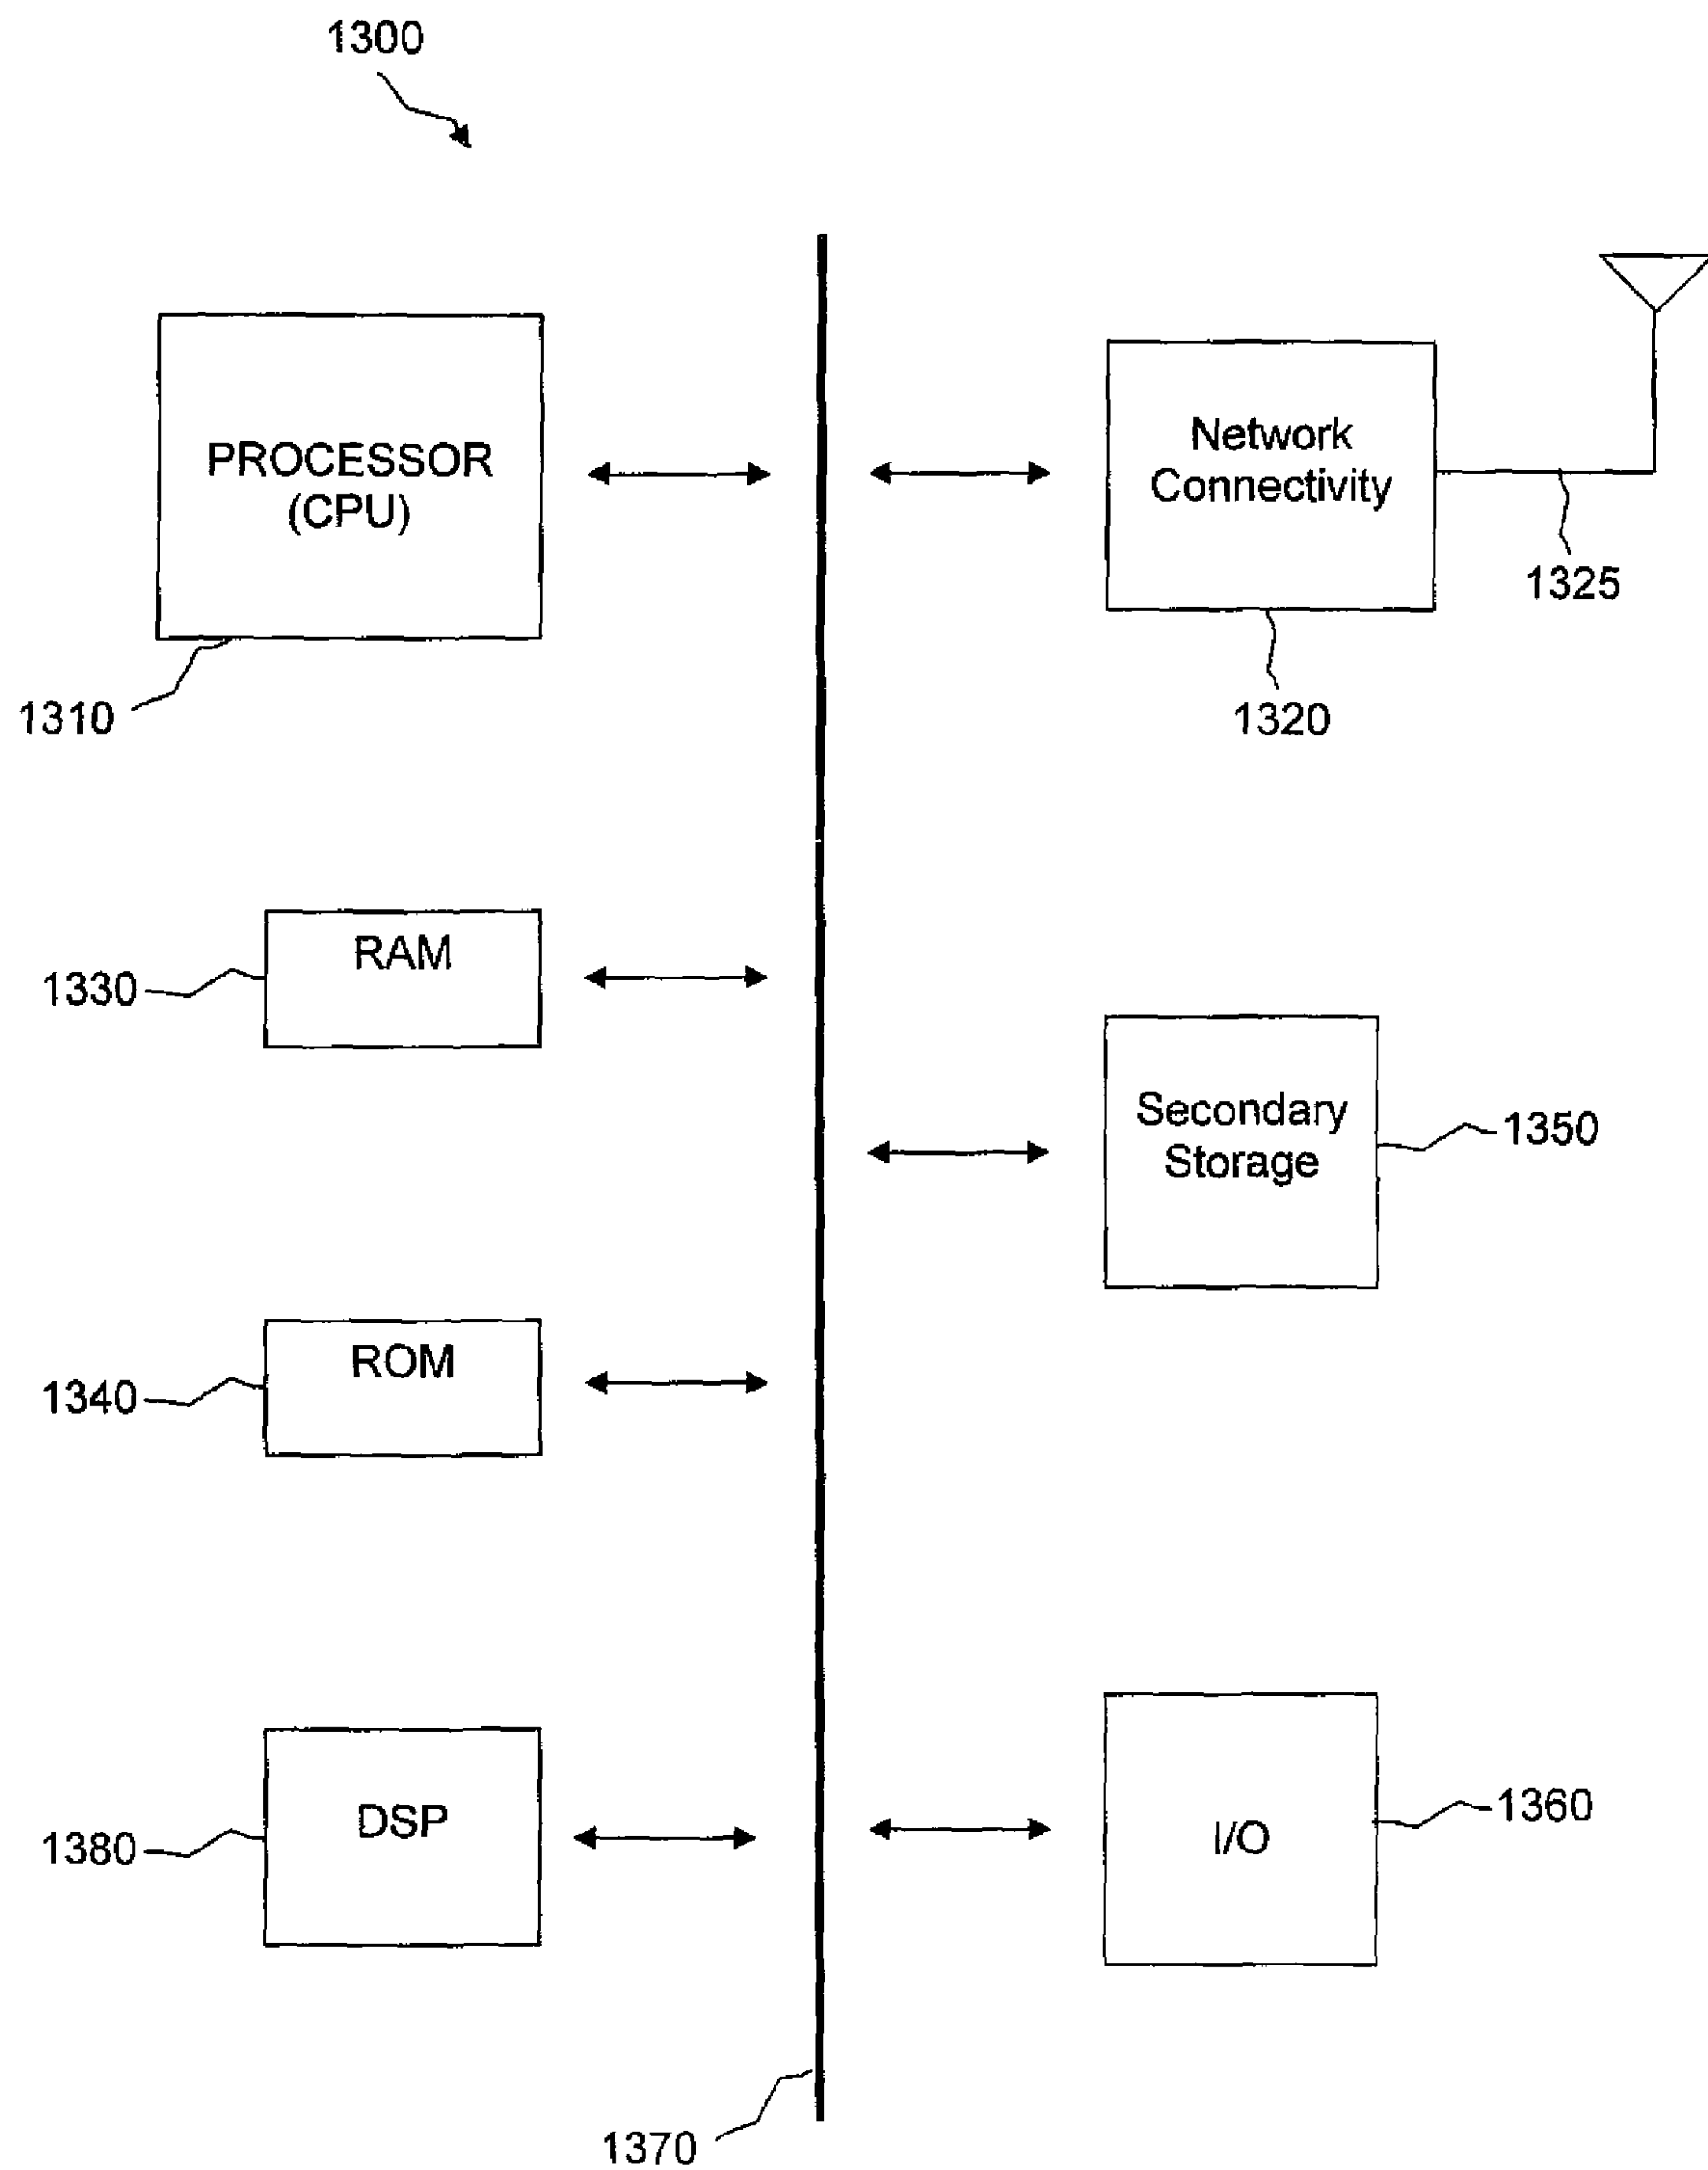 1300
PROCESSOR
(CPU)
1310
Network
Connectivity
1325
1320
RAM
1330
Secondary
Storage
1350
ROM
1340
DSP
1380
I/O
1360
1370